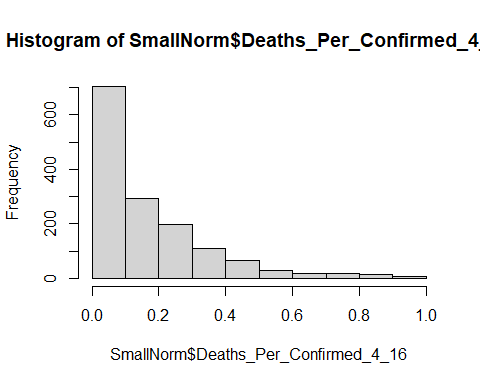 Histogram of SmallNorm$Deaths_Per_Confirmed_4_
Frequency
600
400
200
0
0.0 0.2 0.4 0.6 0.8 1.0
SmallNorm$Deaths_Per_Confirmed_4_16